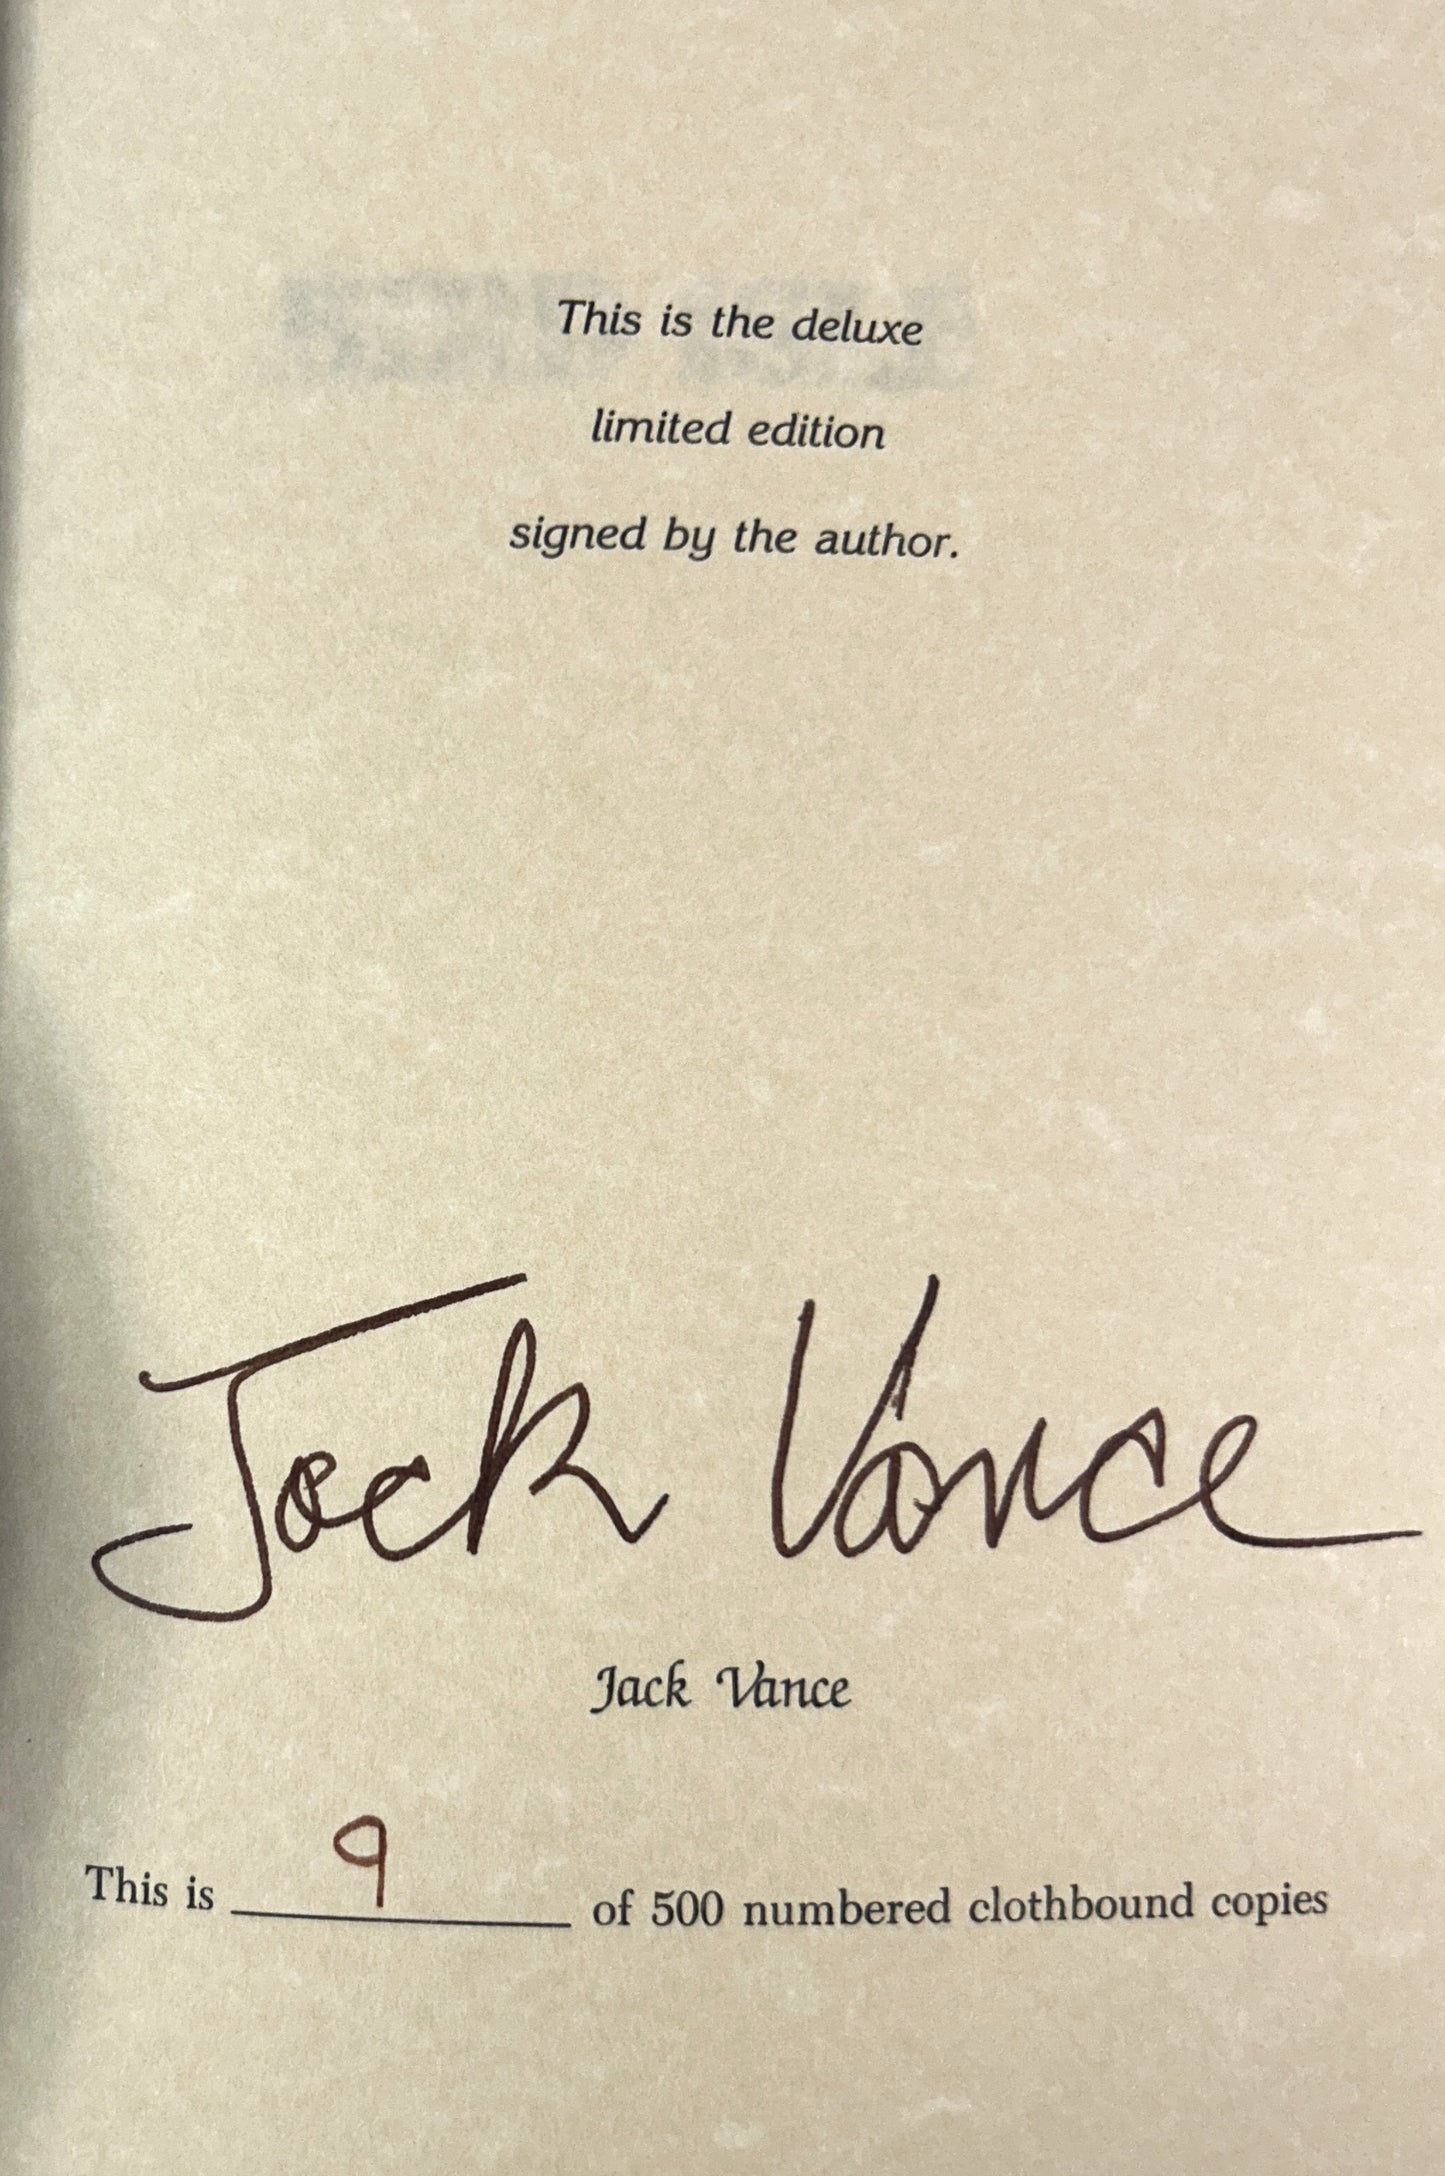 This is the deluxe
limited edition
signed by the author.
Jack Vance
Jack Vance
This is 9 of 500 numbered clothbound copies